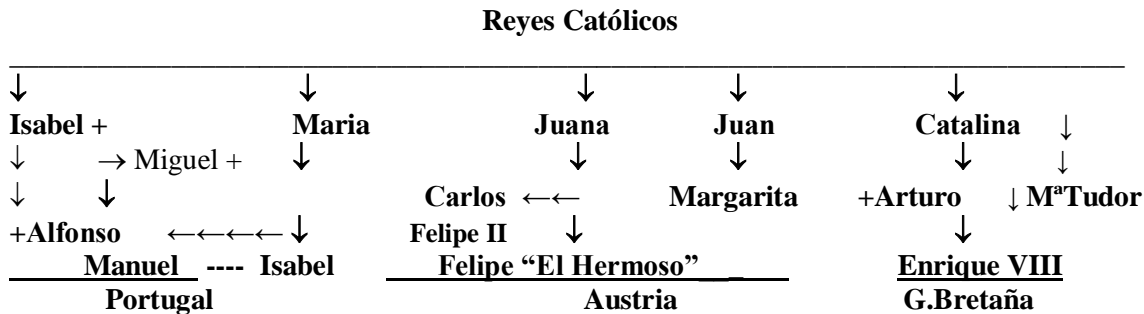 Reyes Católicos
↓ ↓ ↓ ↓ ↓
Isabel + Maria Juana Juan Catalina ↓
↓ → Miguel + ↓ ↓ ↓ ↓ ↓
↓ ↓ Carlos ←← Margarita +Arturo ↓ MªTudor
+Alfonso ←←←← ↓ Felipe II ↓ ↓
Manuel ---- Isabel Felipe “El Hermoso” _ Enrique VIII
Portugal Austria G.Bretaña